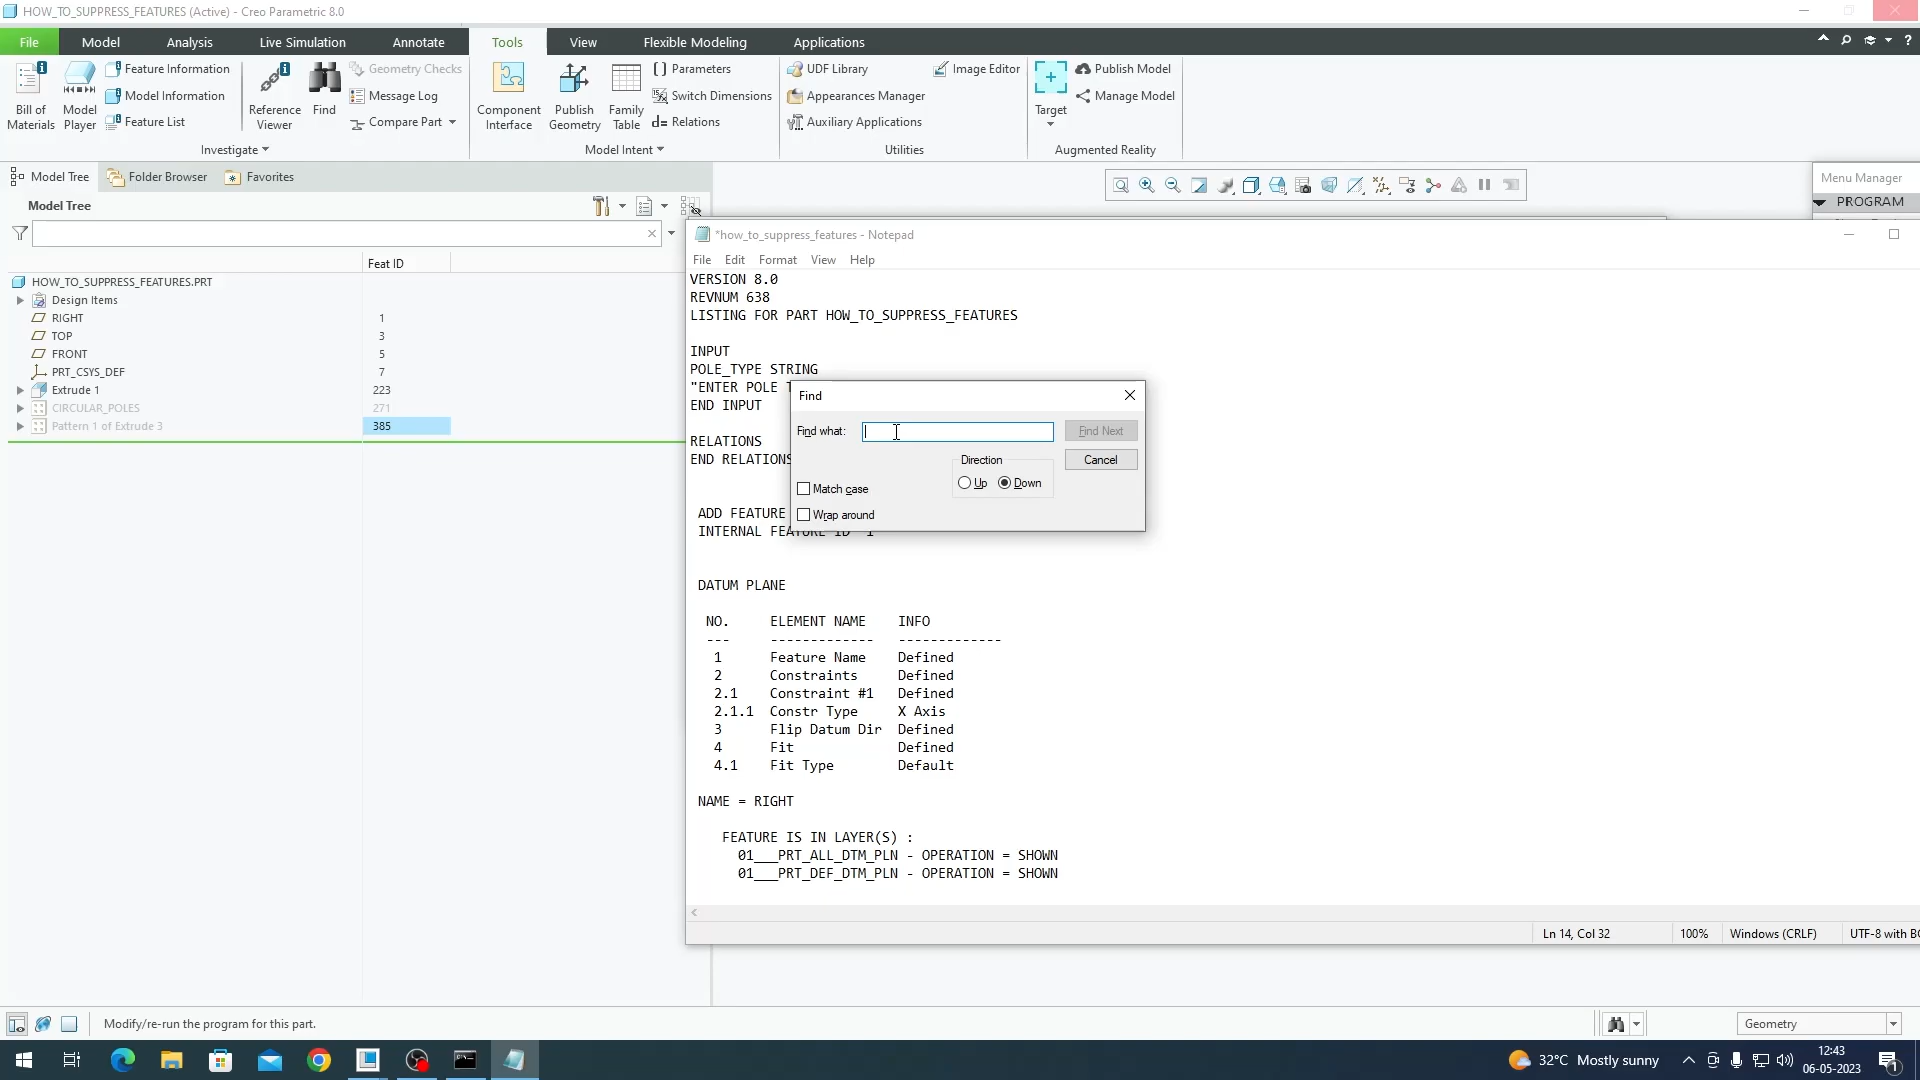 HOW_TO_SUPPRESS_FEATURES (Active) - Creo Parametric 8.0
File Model Analysis Live Simulation Annotate Tools View Flexible Modeling Applications
Bill of Materials
Model Player
Feature Information
Model Information
Feature List
Reference Viewer
Find
Geometry Checks
Message Log
Compare Part
Investigate
Component Interface
Publish Geometry
Family Table
Parameters
Switch Dimensions
d= Relations
Model Intent
UDF Library
Appearances Manager
Auxiliary Applications
Image Editor
Utilities
Target
Publish Model
Manage Model
Augmented Reality
Model Tree Folder Browser Favorites
Model Tree
Feat ID
HOW_TO_SUPPRESS_FEATURES.PRT
Design Items
RIGHT 1
TOP 3
FRONT 5
PRT_CSYS_DEF 7
Extrude 1 223
CIRCULAR_POLES 271
Pattern 1 of Extrude 3 385
Menu Manager
PROGRAM
*how_to_suppress_features - Notepad
File Edit Format View Help
VERSION 8.0
REVNUM 638
LISTING FOR PART HOW_TO_SUPPRESS_FEATURES
INPUT
POLE_TYPE STRING
"ENTER POLE
END INPUT
RELATIONS
END RELATIONS
ADD FEATURE
INTERNAL FEATURE ID 1
Find
Find what:
Find Next
Cancel
Direction
Up Down
Match case
Wrap around
DATUM PLANE
NO. ELEMENT NAME INFO
--- ------------- -------------
1 Feature Name Defined
2 Constraints Defined
2.1 Constraint #1 Defined
2.1.1 Constr Type X Axis
3 Flip Datum Dir Defined
4 Fit Defined
4.1 Fit Type Default
NAME = RIGHT
FEATURE IS IN LAYER(S) :
01___PRT_ALL_DTM_PLN - OPERATION = SHOWN
01___PRT_DEF_DTM_PLN - OPERATION = SHOWN
Ln 14, Col 32 100% Windows (CRLF) UTF-8 with BO
Modify/re-run the program for this part.
Geometry
32°C Mostly sunny
12:43
06-05-2023
1